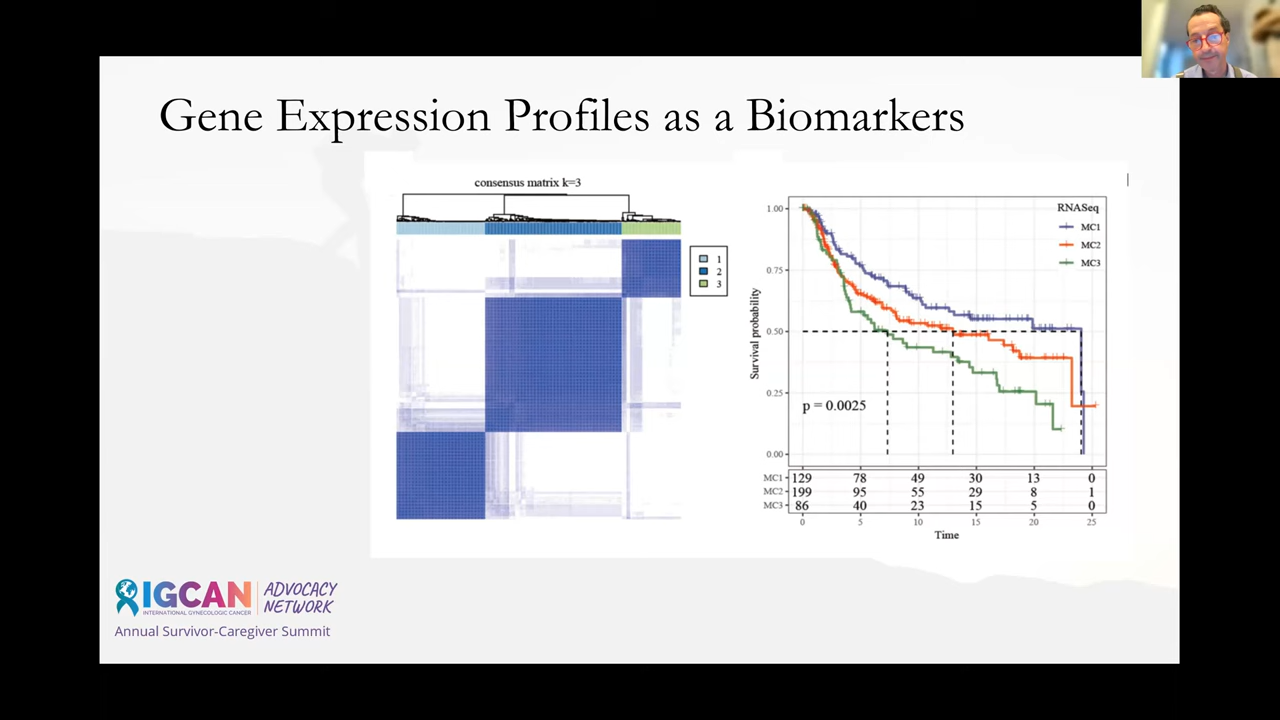 Gene Expression Profiles as a Biomarkers
consensus matrix k=3
1
2
3
RNASeq
MC1
MC2
MC3
1.00
0.75
0.50
0.25
0.00
Survival probability
p = 0.0025
MC1 129 78 49 30 13 0
MC2 199 95 55 29 8 1
MC3 86 40 23 15 5 0
0 5 10 15 20 25
Time
IGCAN ADVOCACY
NETWORK
INTERNATIONAL GYNECOLOGIC CANCER
Annual Survivor-Caregiver Summit